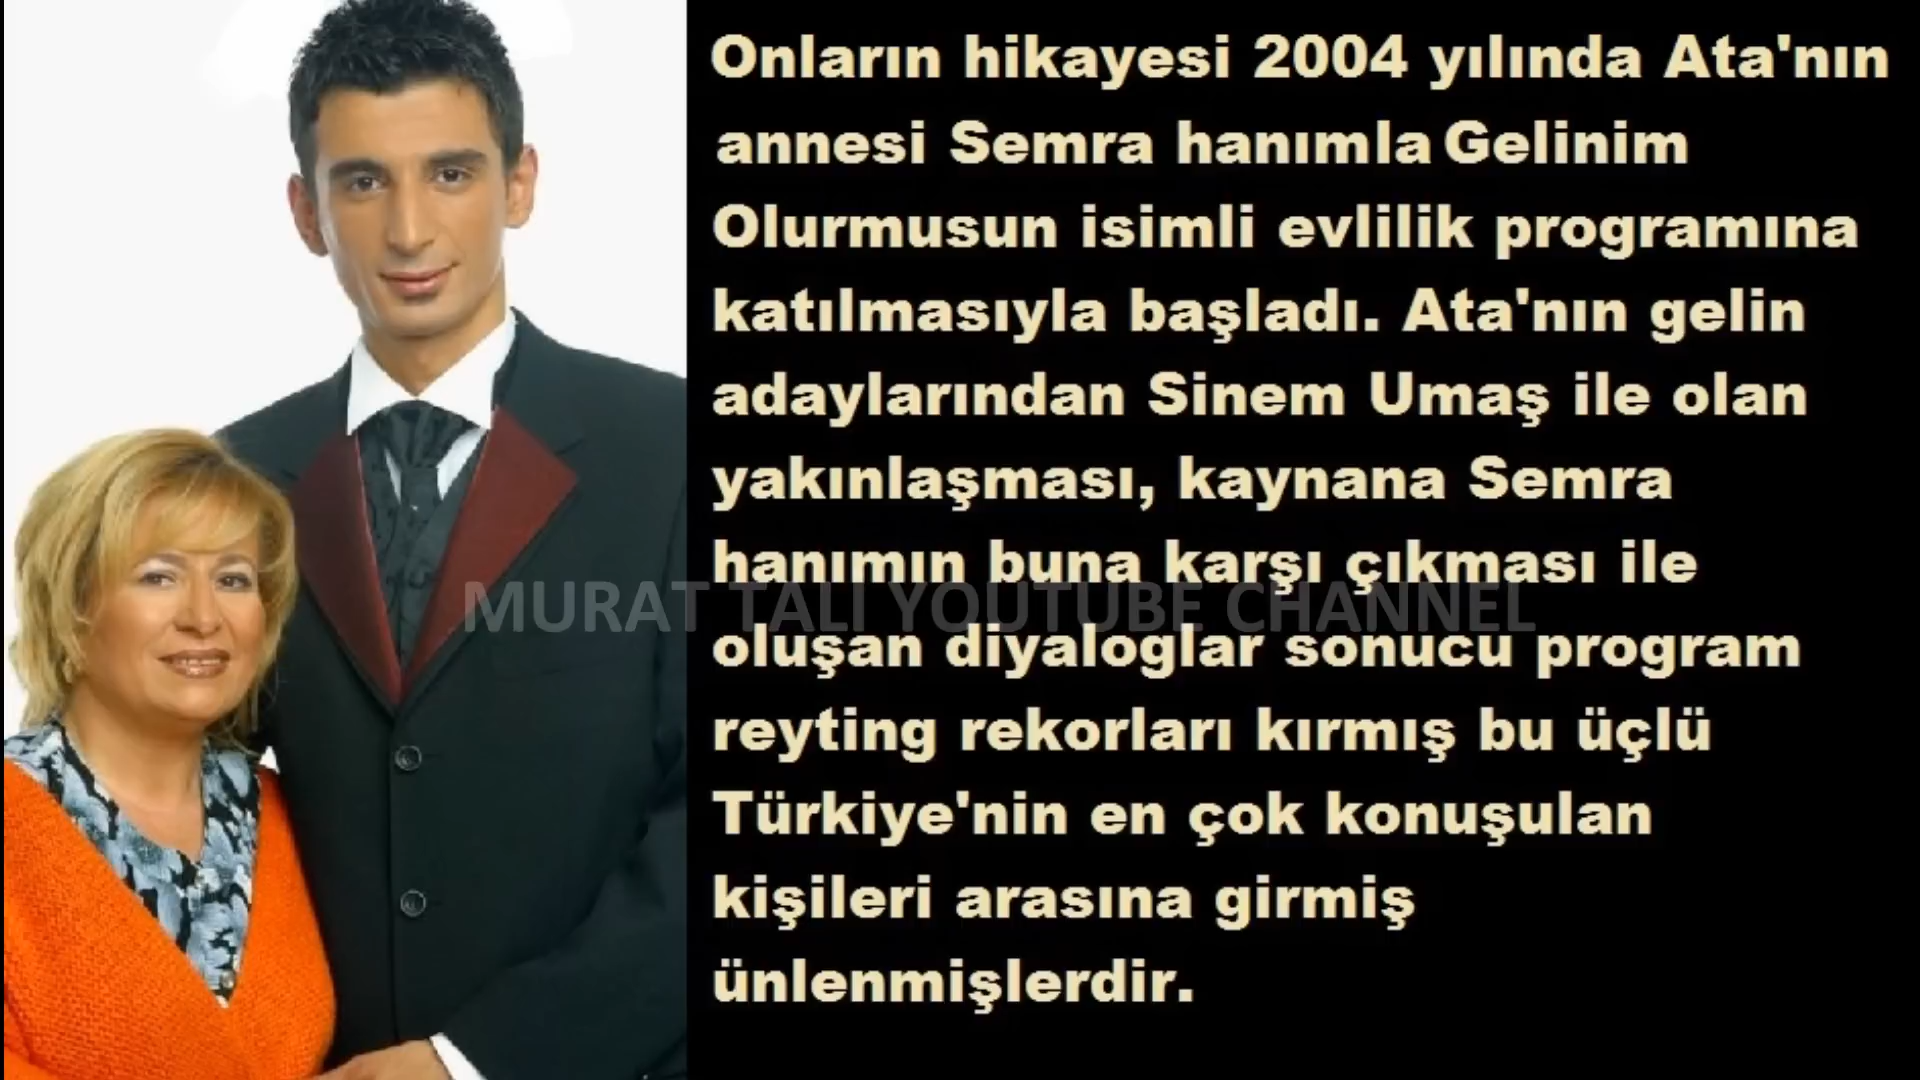 Onların hikayesi 2004 yılında Ata'nın
annesi Semra hanımla Gelinim
Olurmusun isimli evlilik programına
katılmasıyla başladı. Ata'nın gelin
adaylarından Sinem Umaş ile olan
yakınlaşması, kaynana Semra
hanımın buna karşı çıkması ile
MURAT TALI YOUTUBE CHANNEL
oluşan diyaloglar sonucu program
reyting rekorları kırmış bu üçlü
Türkiye'nin en çok konuşulan
kişileri arasına girmiş
ünlenmişlerdir.